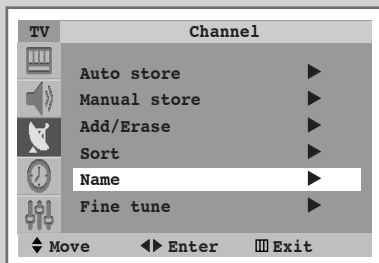 TV Channel
Auto store ▶
Manual store ▶
Add/Erase ▶
Sort ▶
Name ▶
Fine tune ▶
Move Enter Exit